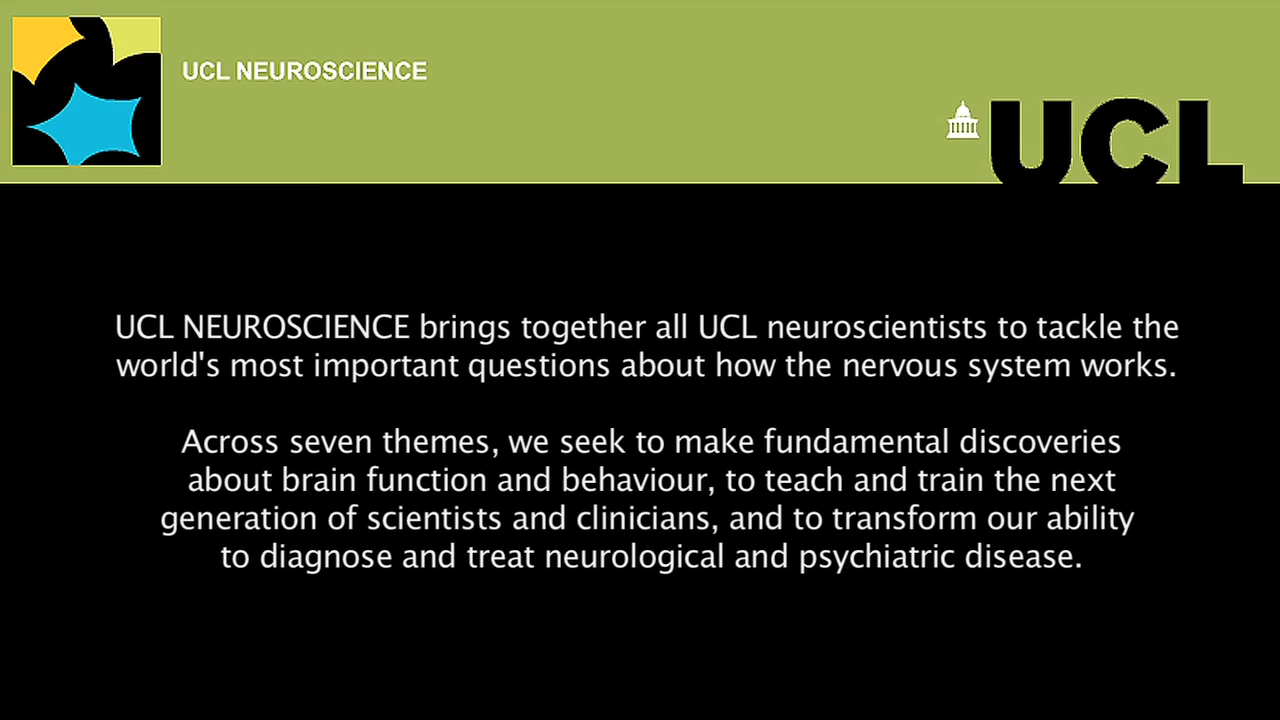 UCL NEUROSCIENCE
UCL
UCL NEUROSCIENCE brings together all UCL neuroscientists to tackle the
world's most important questions about how the nervous system works.
Across seven themes, we seek to make fundamental discoveries
about brain function and behaviour, to teach and train the next
generation of scientists and clinicians, and to transform our ability
to diagnose and treat neurological and psychiatric disease.